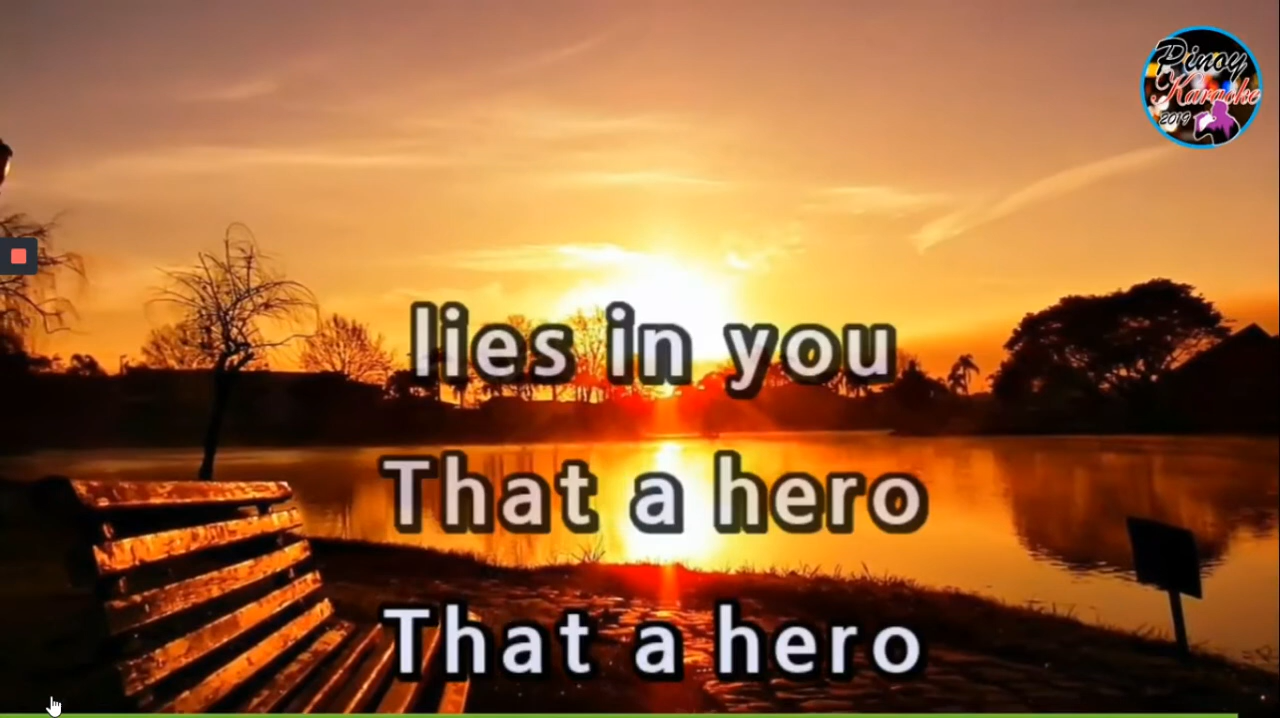 Pinoy
Karaoke
2019
lies in you
That a hero
That a hero